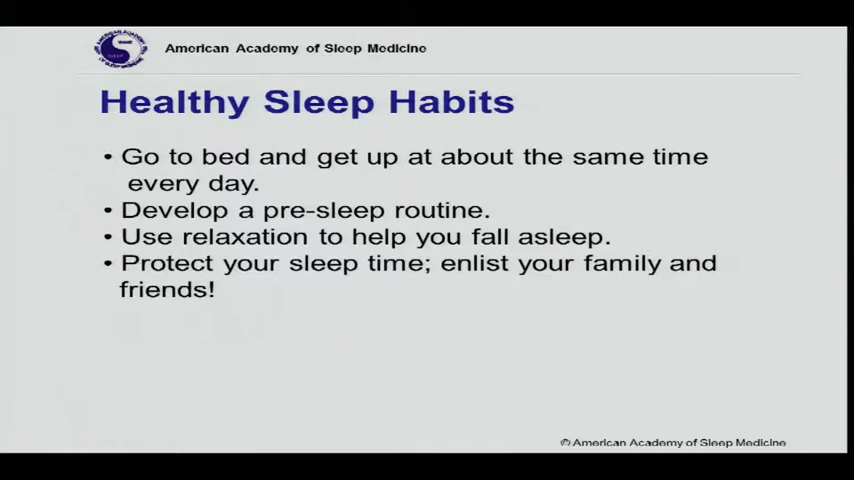 American Academy of Sleep Medicine
Healthy Sleep Habits
• Go to bed and get up at about the same time
every day.
• Develop a pre-sleep routine.
• Use relaxation to help you fall asleep.
• Protect your sleep time; enlist your family and
friends!
© American Academy of Sleep Medicine